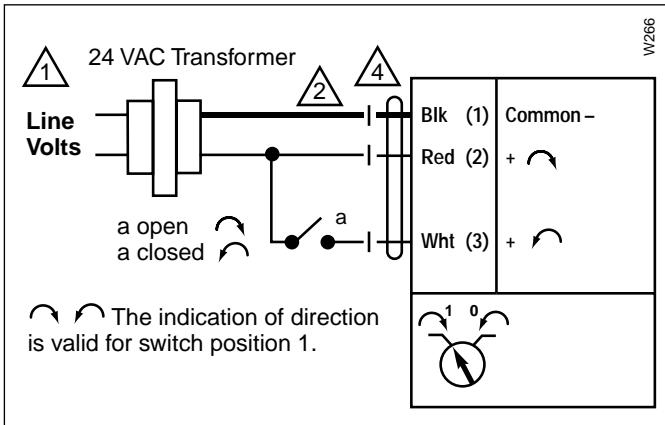 W266
1
24 VAC Transformer
2
4
Line
Volts
Blk (1) Common –
Red (2) +
a
Wht (3) +
a open
a closed
1 0
The indication of direction
is valid for switch position 1.